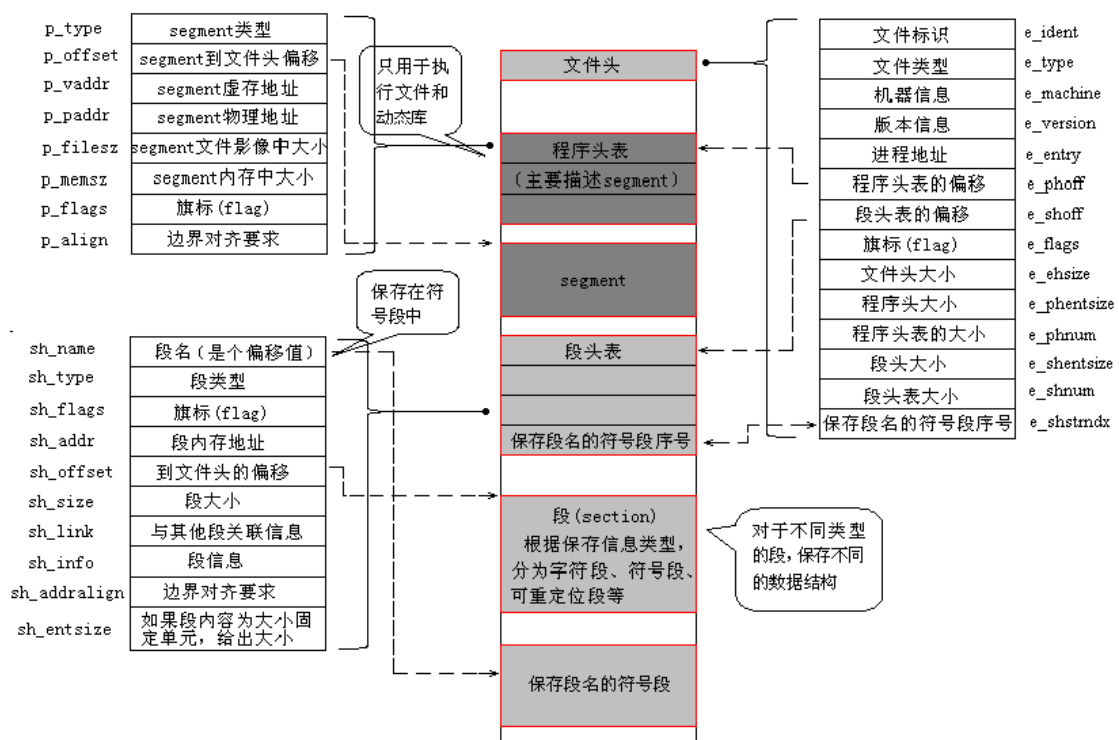 p_type
segment类型
p_offset
segment到文件头偏移
p_vaddr
segment虚存地址
p_paddr
segment物理地址
p_filesz
segment文件影像中大小
p_memsz
segment内存中大小
p_flags
旗标(flag)
p_align
边界对齐要求
只用于执
行文件和
动态库
保存在符
号段中
sh_name
段名(是个偏移值)
sh_type
段类型
sh_flags
旗标(flag)
sh_addr
段内存地址
sh_offset
到文件头的偏移
sh_size
段大小
sh_link
与其他段关联信息
sh_info
段信息
sh_addralign
边界对齐要求
sh_entsize
如果段内容为大小固
定单元,给出大小
文件头
程序头表
(主要描述segment)
segment
段头表
保存段名的符号段序号
段(section)
根据保存信息类型,
分为字符段、符号段、
可重定位段等
保存段名的符号段
文件标识
e_ident
文件类型
e_type
机器信息
e_machine
版本信息
e_version
进程地址
e_entry
程序头表的偏移
e_phoff
段头表的偏移
e_shoff
旗标(flag)
e_flags
文件头大小
e_ehsize
程序头大小
e_phentsize
程序头表的大小
e_phnum
段头大小
e_shentsize
段头表大小
e_shnum
保存段名的符号段序号
e_shstrndx
对于不同类型
的段,保存不同
的数据结构